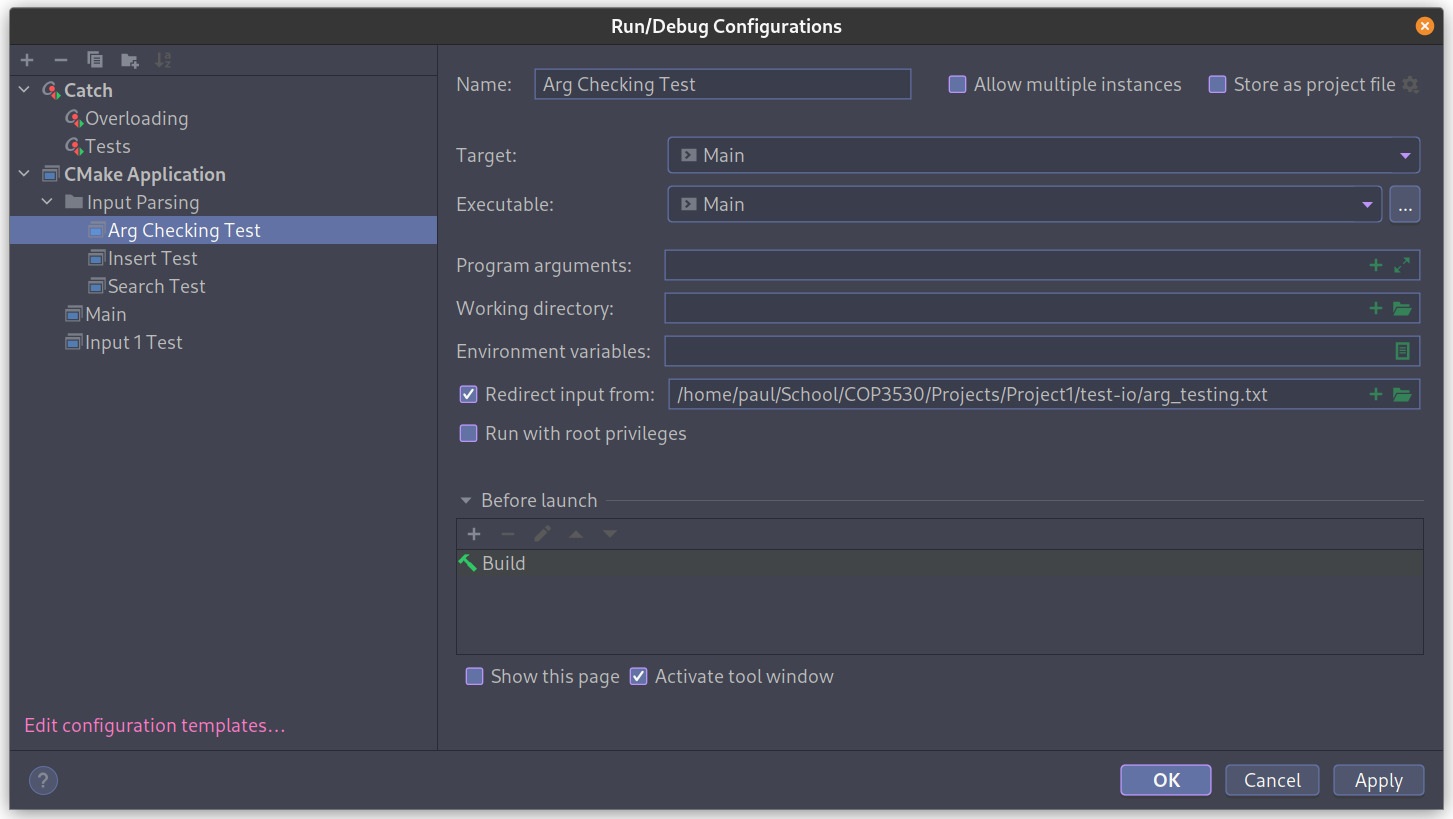 Run/Debug Configurations
Catch
Overloading
Tests
CMake Application
Input Parsing
Arg Checking Test
Insert Test
Search Test
Main
Input 1 Test
Edit configuration templates...
Name: Arg Checking Test Allow multiple instances Store as project file
Target: Main
Executable: Main ...
Program arguments:
Working directory:
Environment variables:
Redirect input from: /home/paul/School/COP3530/Projects/Project1/test-io/arg_testing.txt
Run with root privileges
Before launch
Build
Show this page Activate tool window
? OK Cancel Apply